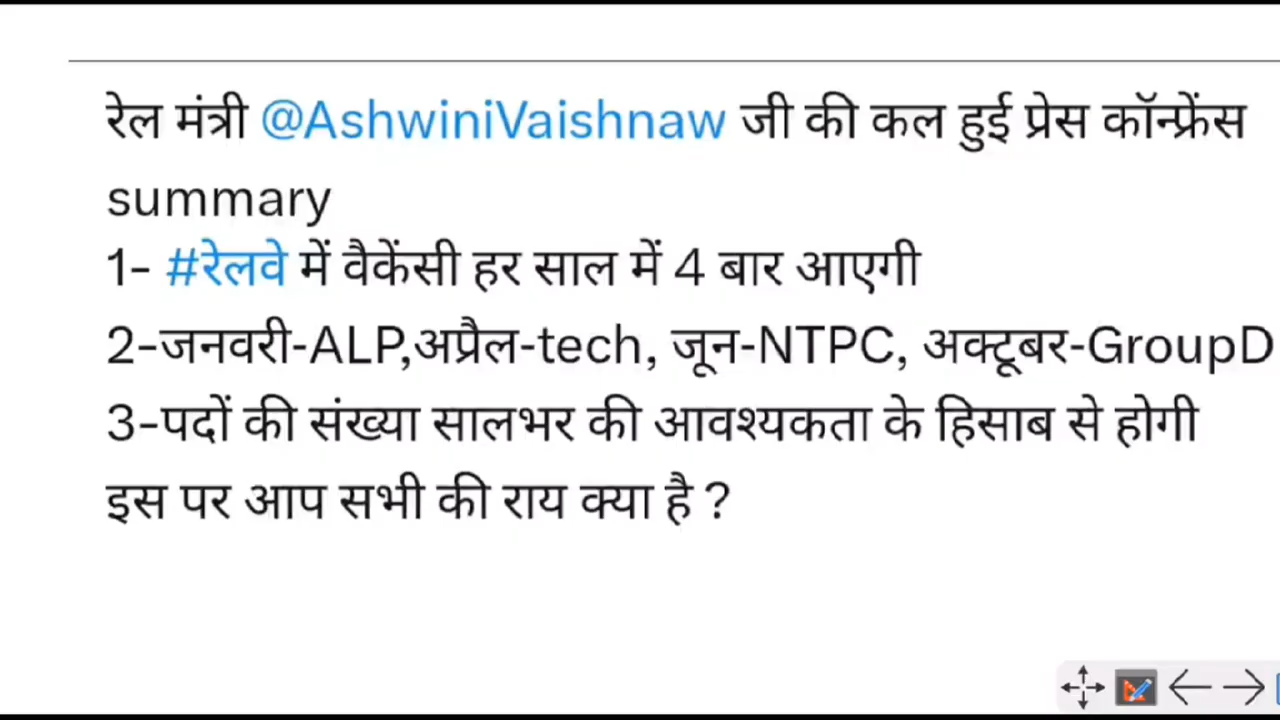 रेल मंत्री @AshwiniVaishnaw जी की कल हुई प्रेस कॉन्फ्रेंस
summary
1- #रेलवे में वैकेंसी हर साल में 4 बार आएगी
2-जनवरी-ALP,अप्रैल-tech, जून-NTPC, अक्टूबर-GroupD
3-पदों की संख्या सालभर की आवश्यकता के हिसाब से होगी
इस पर आप सभी की राय क्या है ?